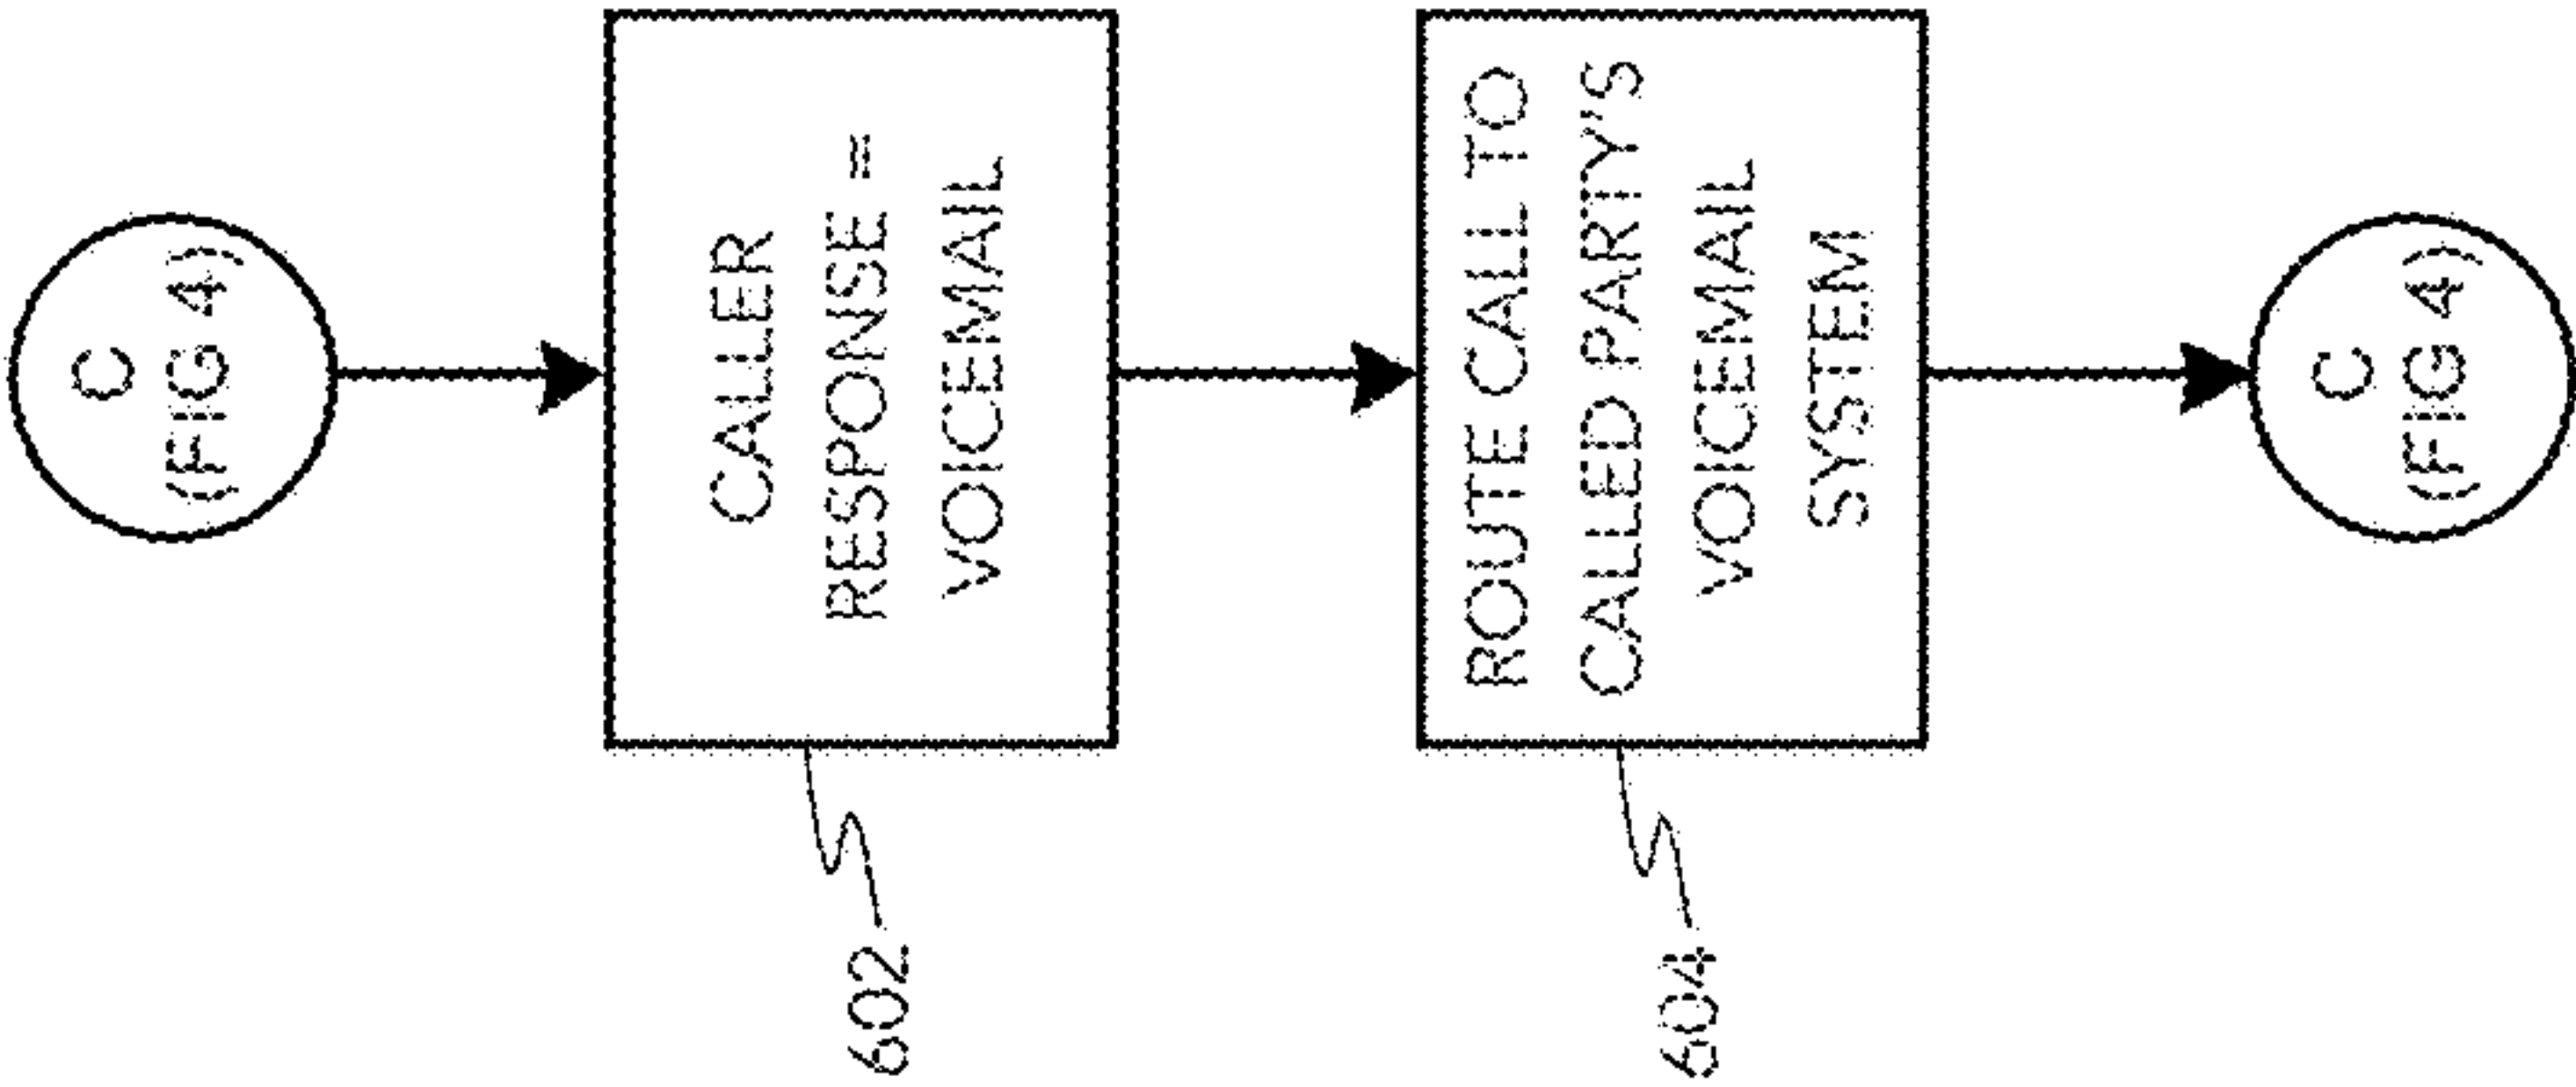 C
(FIG 4)
CALLER
RESPONSE =
VOICEMAIL
602
ROUTE CALL TO
CALLED PARTY'S
VOICEMAIL
SYSTEM
604
C
(FIG 4)